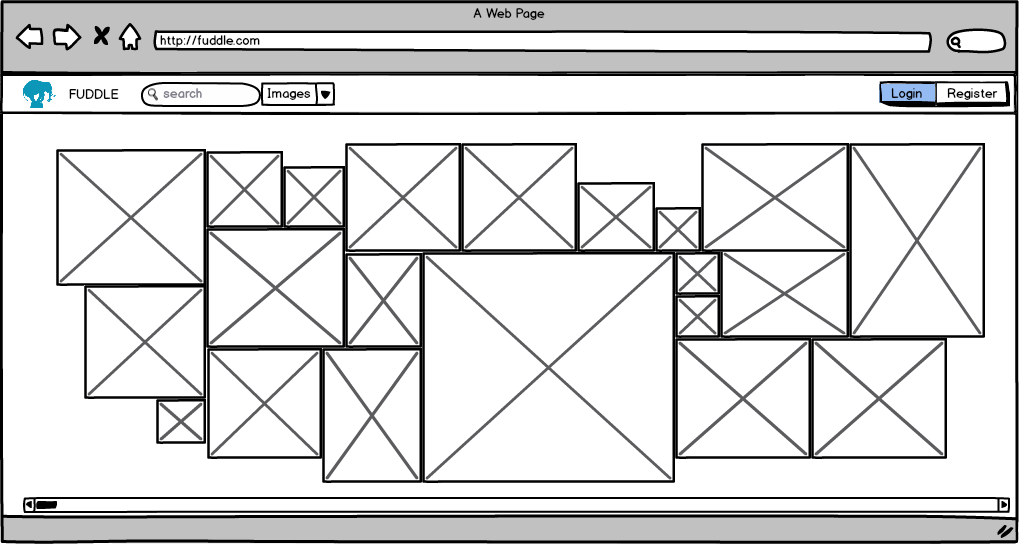 A Web Page
http://fuddle.com
FUDDLE
search
Images
Login
Register